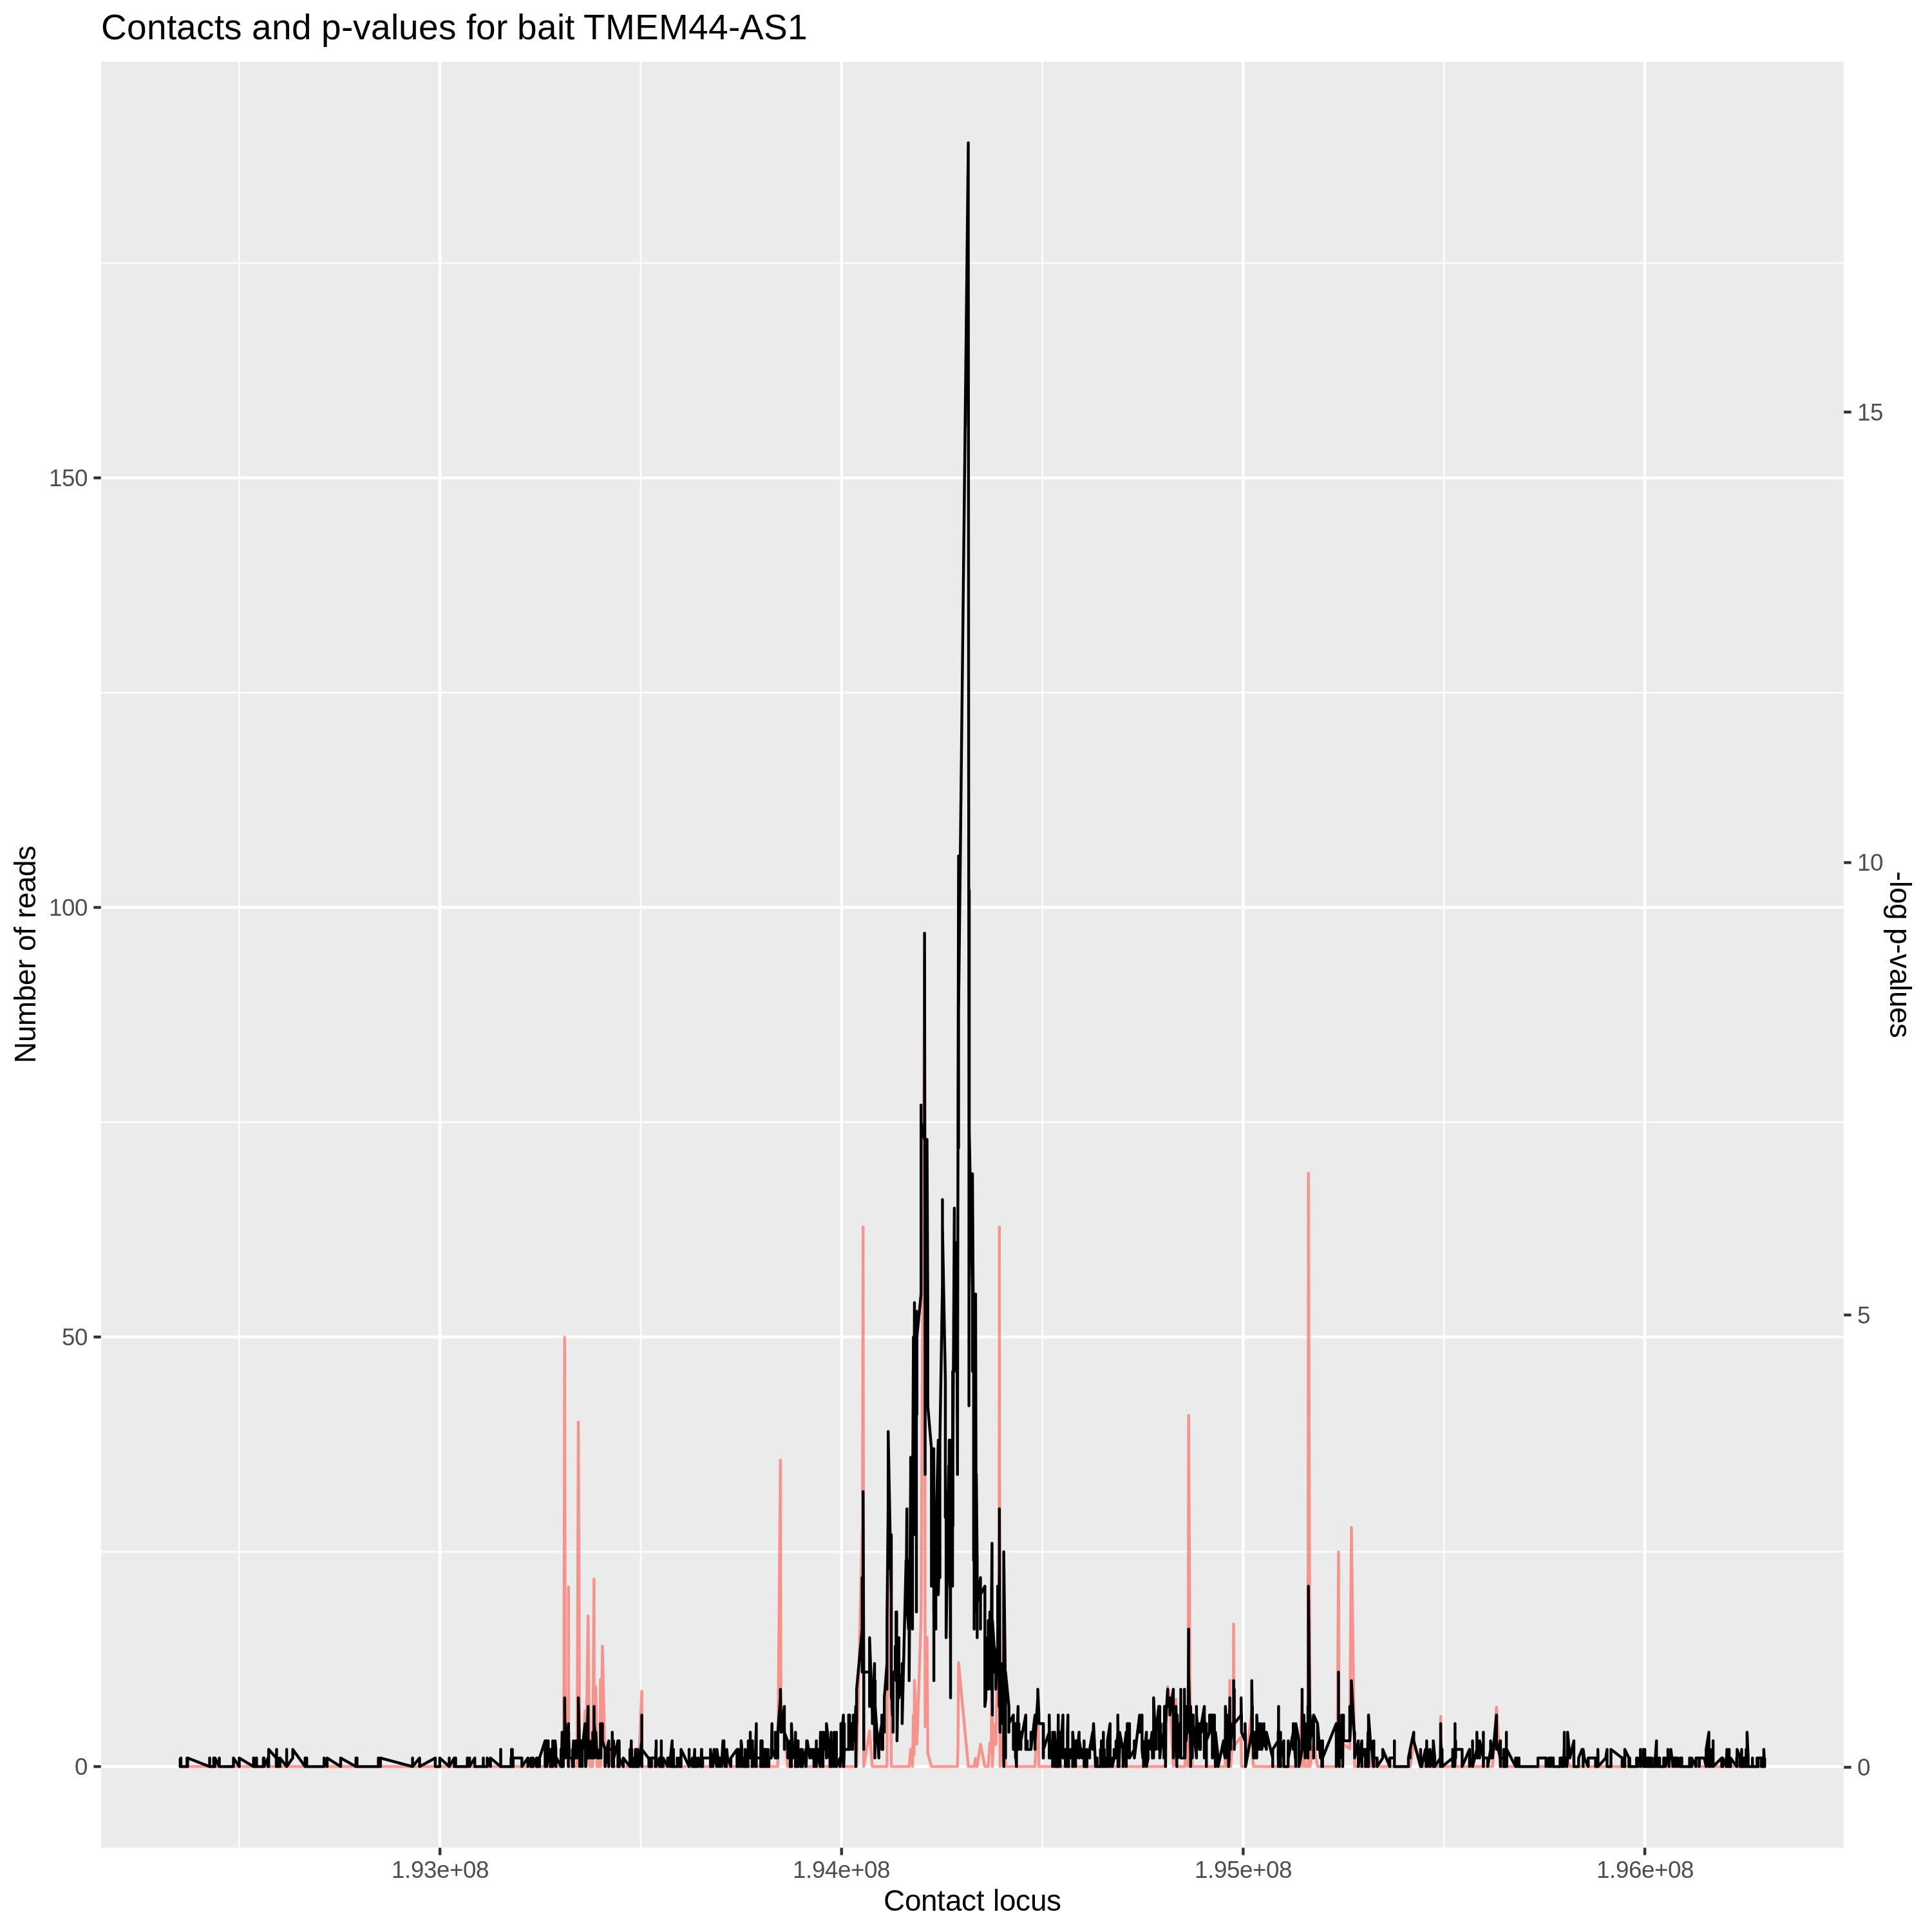 Contacts and p-values for bait TMEM44-AS1
150
100
50
0
Number of reads
15
10
5
0
-log p-values
1.93e+08
1.94e+08
1.95e+08
1.96e+08
Contact locus